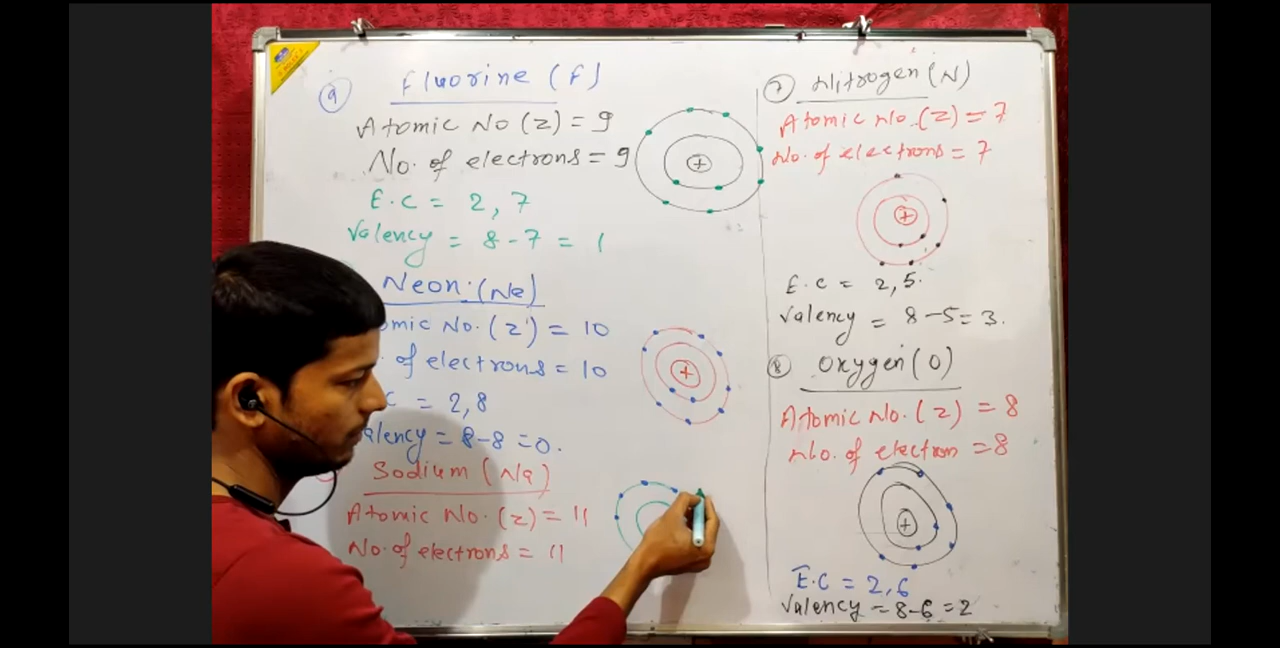 9 Fluorine (F)
Atomic No (Z) = 9
No. of electrons = 9
E.C = 2, 7
Valency = 8 - 7 = 1
Neon. (Ne)
omic No. (Z) = 10
of electrons = 10
C = 2,8
alency = 8-8 = 0.
Sodium (Na)
Atomic No. (Z) = 11
No. of electrons = 11
+
+
7 Nitrogen (N)
Atomic No. (Z) = 7
No. of electrons = 7
+
E.C = 2, 5.
Valency = 8-5 = 3.
8 Oxygen (O)
Atomic No. (Z) = 8
No. of electron = 8
+
E.C = 2,6
Valency = 8-6 = 2